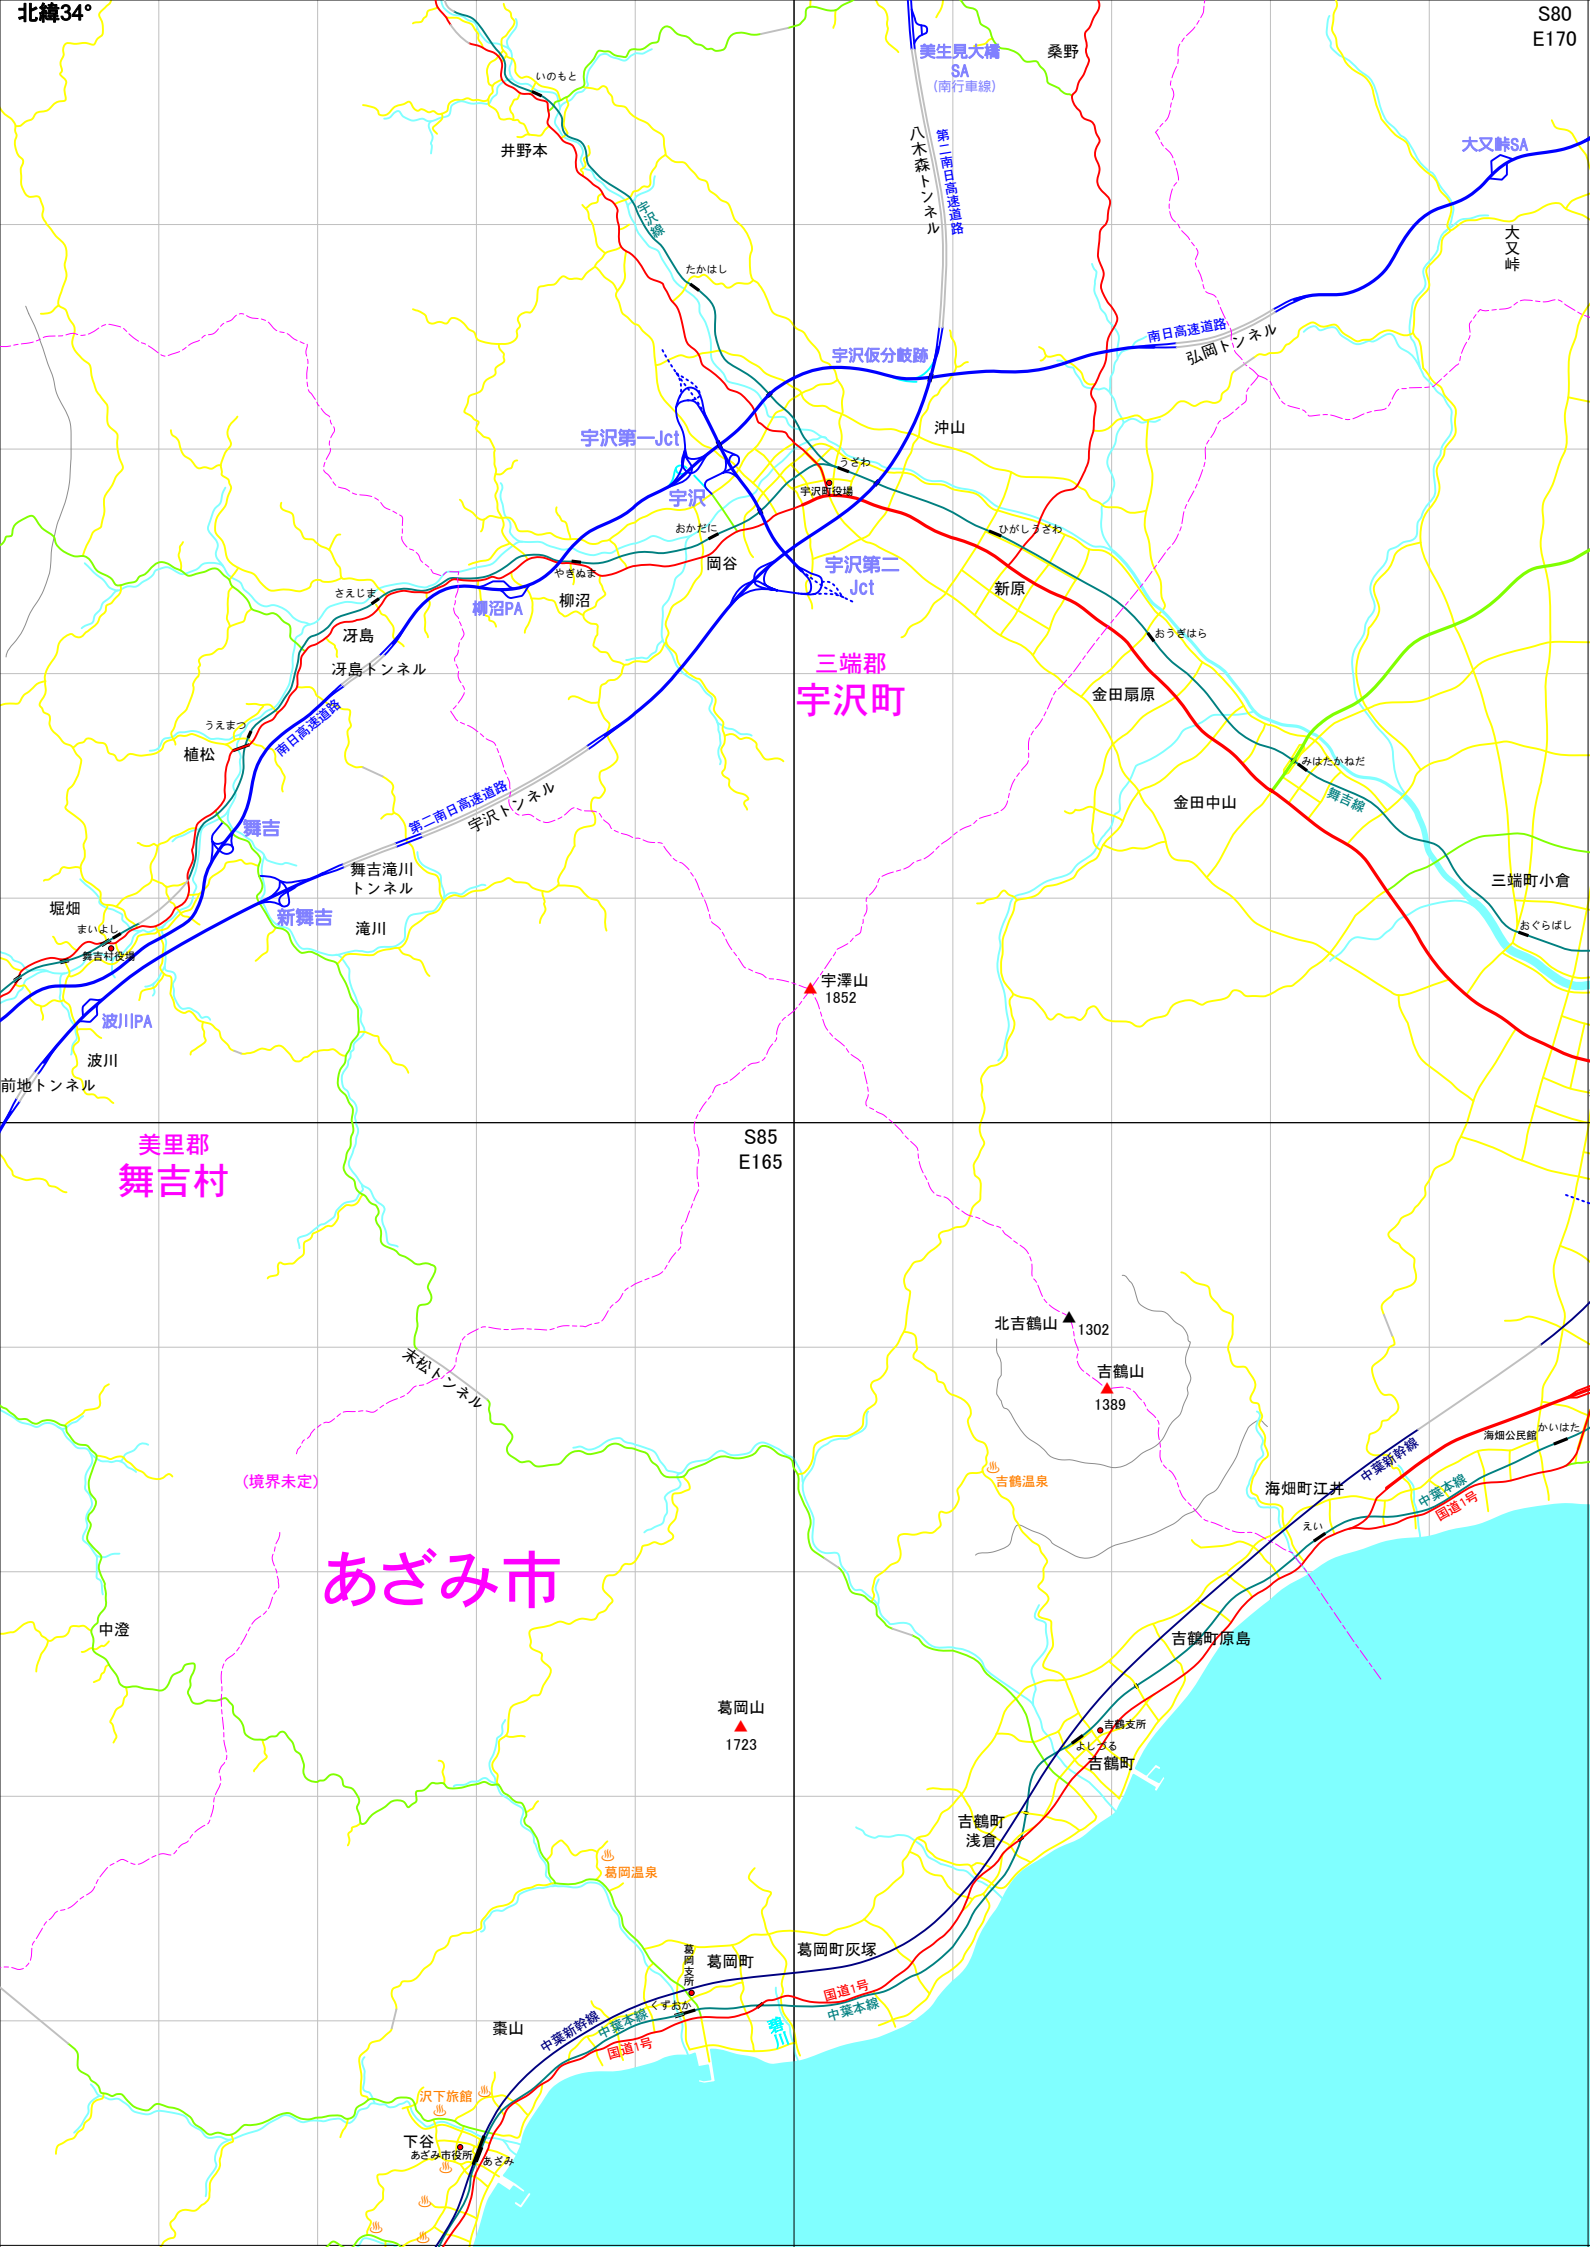 北緯34°
S80
E170
美生見大橋
SA
(南行車線)
桑野
いのもと
井野本
八木森トンネル
第二南日高速道路
大又峠SA
大又峠
宇沢線
たかはし
南日高速道路
弘岡トンネル
宇沢仮分岐跡
宇沢第一Jct
沖山
うざわ
宇沢町役場
宇沢
おかだに
岡谷
ひがしうざわ
宇沢第二
Jct
新原
やぎぬま
柳沼
柳沼PA
さえじま
冴島
冴島トンネル
おうぎはら
三端郡
宇沢町
金田扇原
うえまつ
植松
南日高速道路
みはたかねだ
金田中山
舞吉線
舞吉
第二南日高速道路
宇沢トンネル
舞吉滝川
トンネル
三端町小倉
堀畑
新舞吉
滝川
まいよし
舞吉村役場
おぐらばし
宇澤山
1852
波川PA
波川
前地トンネル
美里郡
舞吉村
S85
E165
北吉鶴山
1302
末松トンネル
吉鶴山
1389
かいはた
海畑公民館
中葉新幹線
(境界未定)
吉鶴温泉
海畑町江井
中葉本線
国道1号
えい
あざみ市
中澄
吉鶴町原島
葛岡山
1723
吉鶴支所
よしづる
吉鶴町
吉鶴町
浅倉
葛岡温泉
葛岡支所
葛岡町
葛岡町灰塚
くずおか
国道1号
中葉本線
碧川
棗山
中葉新幹線
中葉本線
国道1号
沢下旅館
下谷
あざみ市役所
あざみ